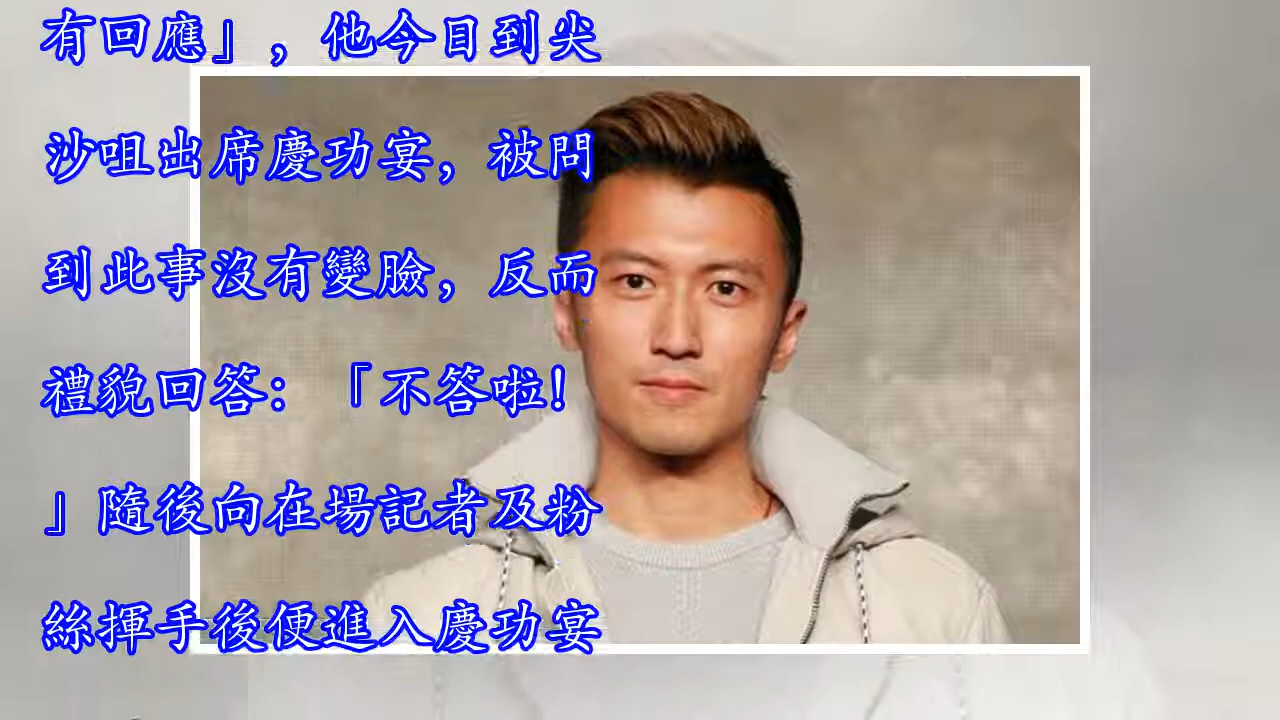 有回應」，他今日到尖
沙咀出席慶功宴，被問
到此事沒有變臉，反而
禮貌回答：「不答啦！
」隨後向在場記者及粉
絲揮手後便進入慶功宴